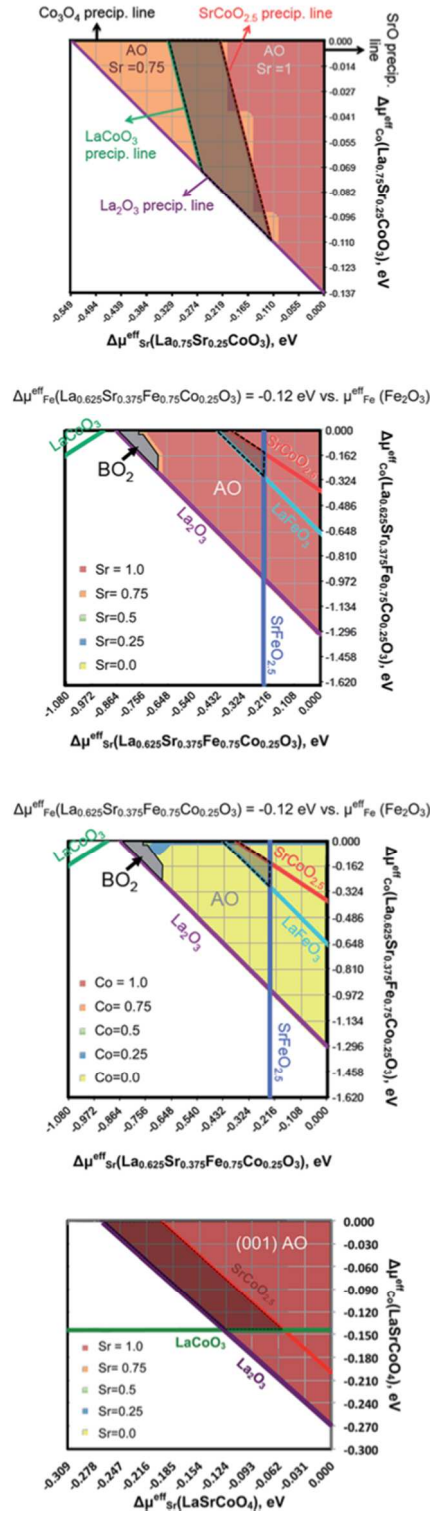 Co₃O₄ precip. line
SrCoO₂.₅ precip. line
AO
Sr=0.75
AO
Sr=1
SrO precip.
line
LaCoO₃
precip. line
La₂O₃ precip. line
0.000
-0.014
-0.027
-0.041
-0.055
-0.069
-0.082
-0.096
-0.110
-0.123
-0.137
Δμᵉᶠᶠ Co(La₀.₇₅Sr₀.₂₅CoO₃), eV
-0.549
-0.494
-0.439
-0.384
-0.329
-0.274
-0.219
-0.165
-0.110
-0.055
0.000
Δμᵉᶠᶠ Sr(La₀.₇₅Sr₀.₂₅CoO₃), eV
Δμᵉᶠᶠ Fe(La₀.₆₂₅Sr₀.₃₇₅Fe₀.₇₅Co₀.₂₅O₃) = -0.12 eV vs. μᵉᶠᶠ Fe (Fe₂O₃)
LaCoO₃
BO₂
AO
La₂O₃
SrCoO₂.₅
LaFeO₃
SrFeO₂.₅
Sr = 1.0
Sr = 0.75
Sr=0.5
Sr=0.25
Sr=0.0
0.000
-0.162
-0.324
-0.486
-0.648
-0.810
-0.972
-1.134
-1.296
-1.458
-1.620
Δμᵉᶠᶠ Co(La₀.₆₂₅Sr₀.₃₇₅Fe₀.₇₅Co₀.₂₅O₃), eV
-1.080
-0.972
-0.864
-0.756
-0.648
-0.540
-0.432
-0.324
-0.216
-0.108
0.000
Δμᵉᶠᶠ Sr(La₀.₆₂₅Sr₀.₃₇₅Fe₀.₇₅Co₀.₂₅O₃), eV
Δμᵉᶠᶠ Fe(La₀.₆₂₅Sr₀.₃₇₅Fe₀.₇₅Co₀.₂₅O₃) = -0.12 eV vs. μᵉᶠᶠ Fe (Fe₂O₃)
LaCoO₃
BO₂
AO
La₂O₃
SrCoO₂.₅
LaFeO₃
SrFeO₂.₅
Co = 1.0
Co= 0.75
Co=0.5
Co=0.25
Co=0.0
0.000
-0.162
-0.324
-0.486
-0.648
-0.810
-0.972
-1.134
-1.296
-1.458
-1.620
Δμᵉᶠᶠ Co(La₀.₆₂₅Sr₀.₃₇₅Fe₀.₇₅Co₀.₂₅O₃), eV
-1.080
-0.972
-0.864
-0.756
-0.648
-0.540
-0.432
-0.324
-0.216
-0.108
0.000
Δμᵉᶠᶠ Sr(La₀.₆₂₅Sr₀.₃₇₅Fe₀.₇₅Co₀.₂₅O₃), eV
(001) AO
SrCoO₂.₅
LaCoO₃
La₂O₃
Sr = 1.0
Sr = 0.75
Sr=0.5
Sr=0.25
Sr=0.0
0.000
-0.030
-0.060
-0.090
-0.120
-0.150
-0.180
-0.210
-0.240
-0.270
-0.300
Δμᵉᶠᶠ Co(LaSrCoO₄), eV
-0.309
-0.278
-0.247
-0.216
-0.185
-0.154
-0.124
-0.093
-0.062
-0.031
0.000
Δμᵉᶠᶠ Sr(LaSrCoO₄), eV